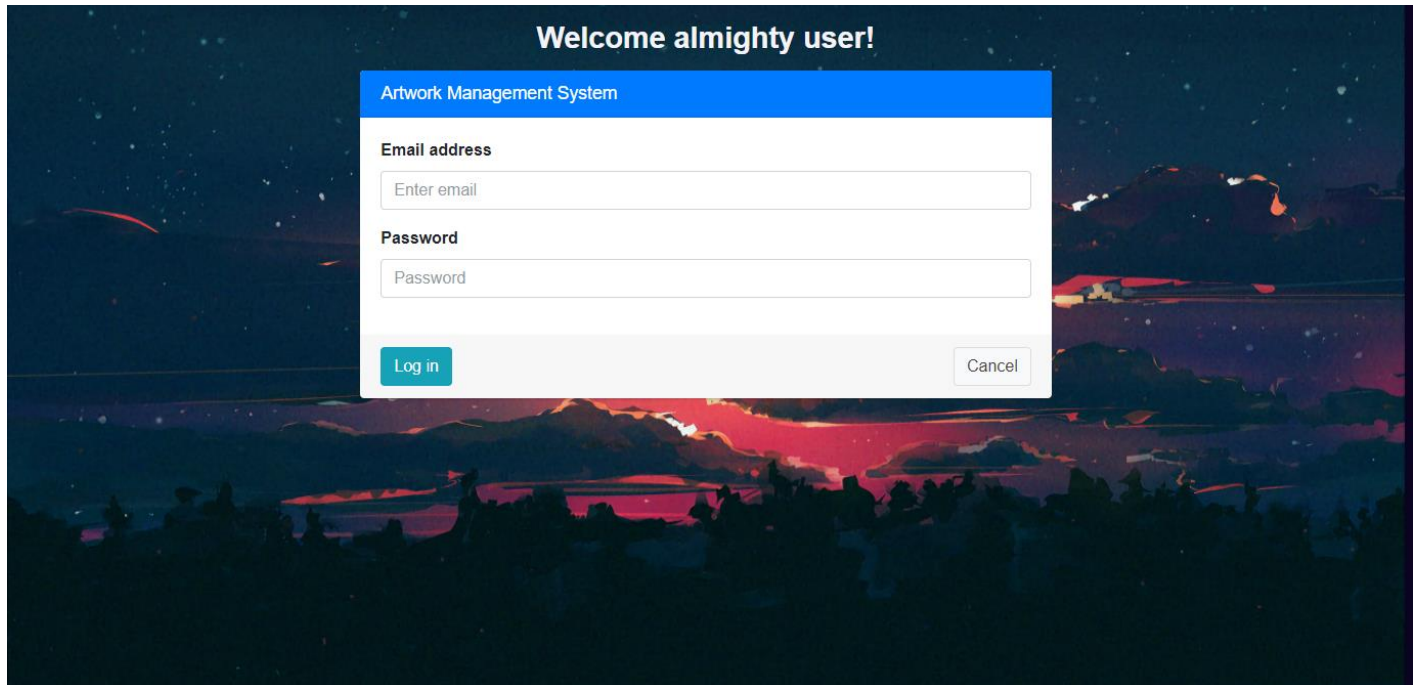 Welcome almighty user!
Artwork Management System
Email address
Enter email
Password
Password
Log in
Cancel